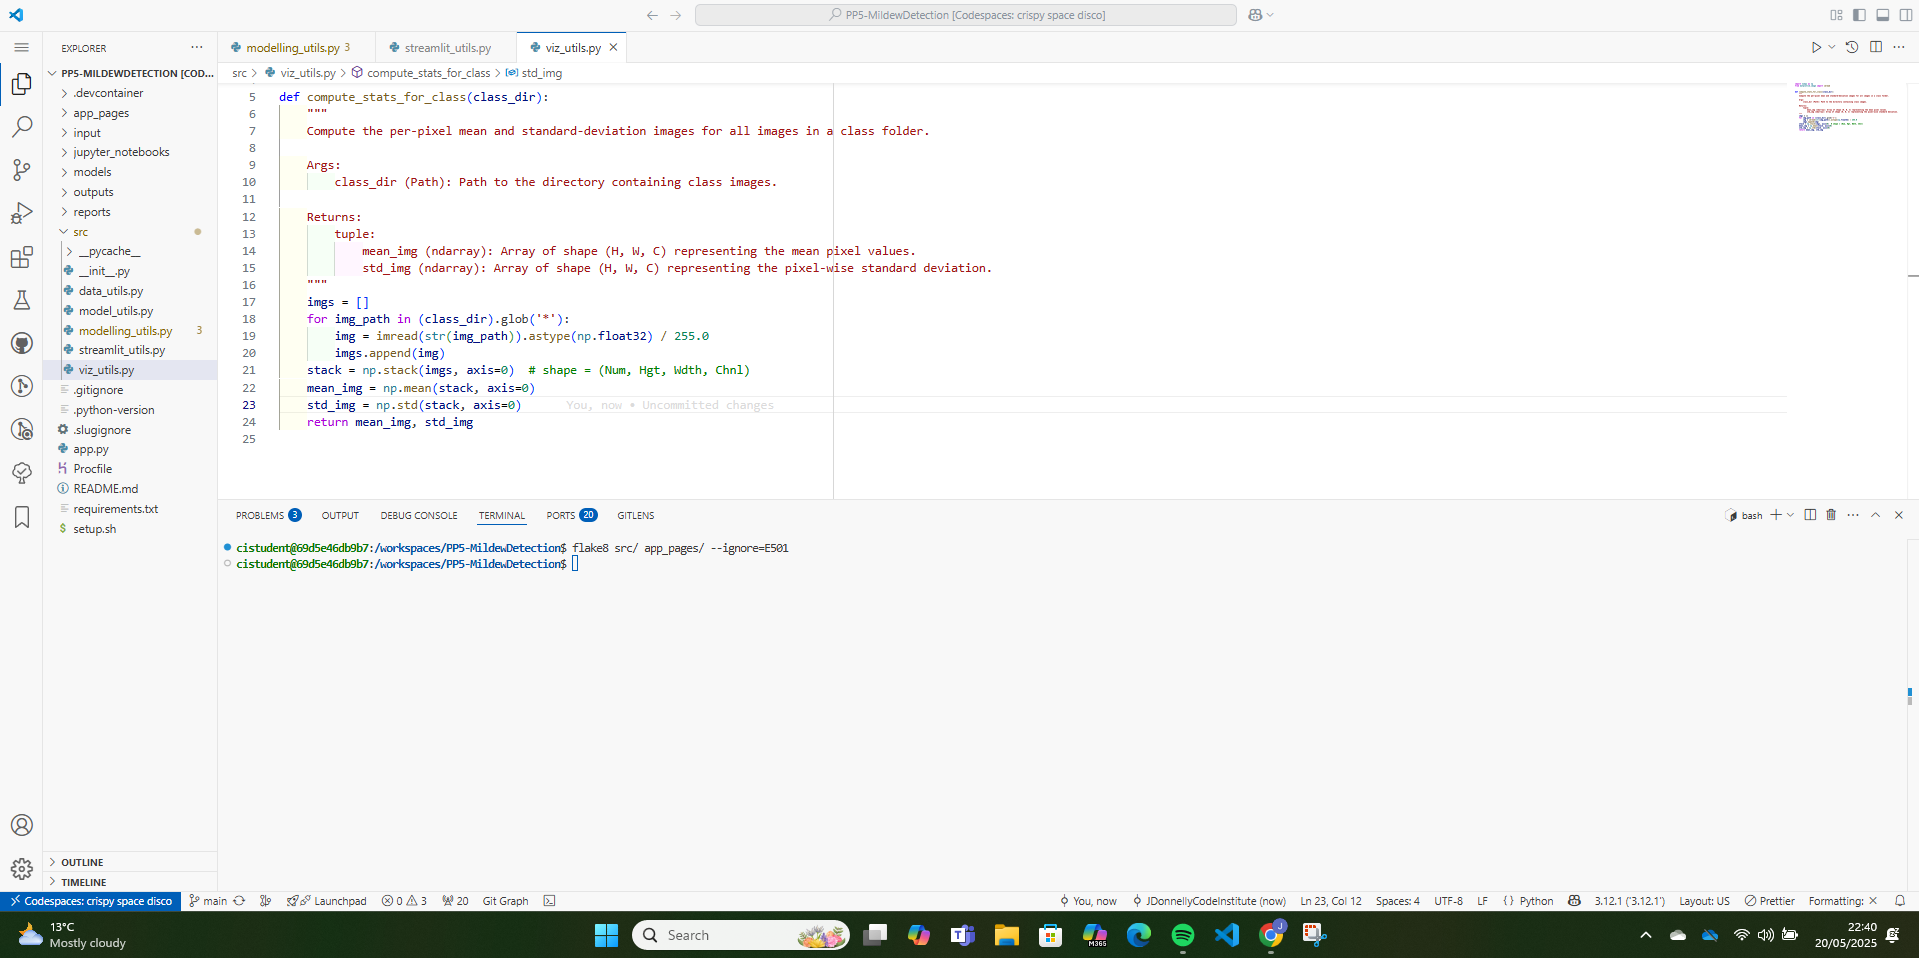 PP5-MildewDetection [Codespaces: crispy space disco]
EXPLORER
PP5-MILDEWDETECTION [COD...
.devcontainer
app_pages
input
jupyter_notebooks
models
outputs
reports
src
__pycache__
__init__.py
data_utils.py
model_utils.py
modelling_utils.py 3
streamlit_utils.py
viz_utils.py
.gitignore
.python-version
.slugignore
app.py
Procfile
README.md
requirements.txt
setup.sh
OUTLINE
TIMELINE
modelling_utils.py 3 streamlit_utils.py viz_utils.py
src > viz_utils.py > compute_stats_for_class > std_img
5 def compute_stats_for_class(class_dir):
6 """
7 Compute the per-pixel mean and standard-deviation images for all images in a class folder.
8
9 Args:
10 class_dir (Path): Path to the directory containing class images.
11
12 Returns:
13 tuple:
14 mean_img (ndarray): Array of shape (H, W, C) representing the mean pixel values.
15 std_img (ndarray): Array of shape (H, W, C) representing the pixel-wise standard deviation.
16 """
17 imgs = []
18 for img_path in (class_dir).glob('*'):
19 img = imread(str(img_path)).astype(np.float32) / 255.0
20 imgs.append(img)
21 stack = np.stack(imgs, axis=0)  # shape = (Num, Hgt, Wdth, Chnl)
22 mean_img = np.mean(stack, axis=0)
23 std_img = np.std(stack, axis=0) You, now • Uncommitted changes
24 return mean_img, std_img
25
PROBLEMS 3 OUTPUT DEBUG CONSOLE TERMINAL PORTS 20 GITLENS
bash
cistudent@69d5e46db9b7:/workspaces/PP5-MildewDetection$ flake8 src/ app_pages/ --ignore=E501
cistudent@69d5e46db9b7:/workspaces/PP5-MildewDetection$
Codespaces: crispy space disco main Launchpad 0 3 20 Git Graph You, now JDonnellyCodeInstitute (now) Ln 23, Col 12 Spaces: 4 UTF-8 LF {} Python 3.12.1 ('3.12.1') Layout: US Prettier Formatting: ×
13°C
Mostly cloudy
Search
M365
J
22:40
20/05/2025